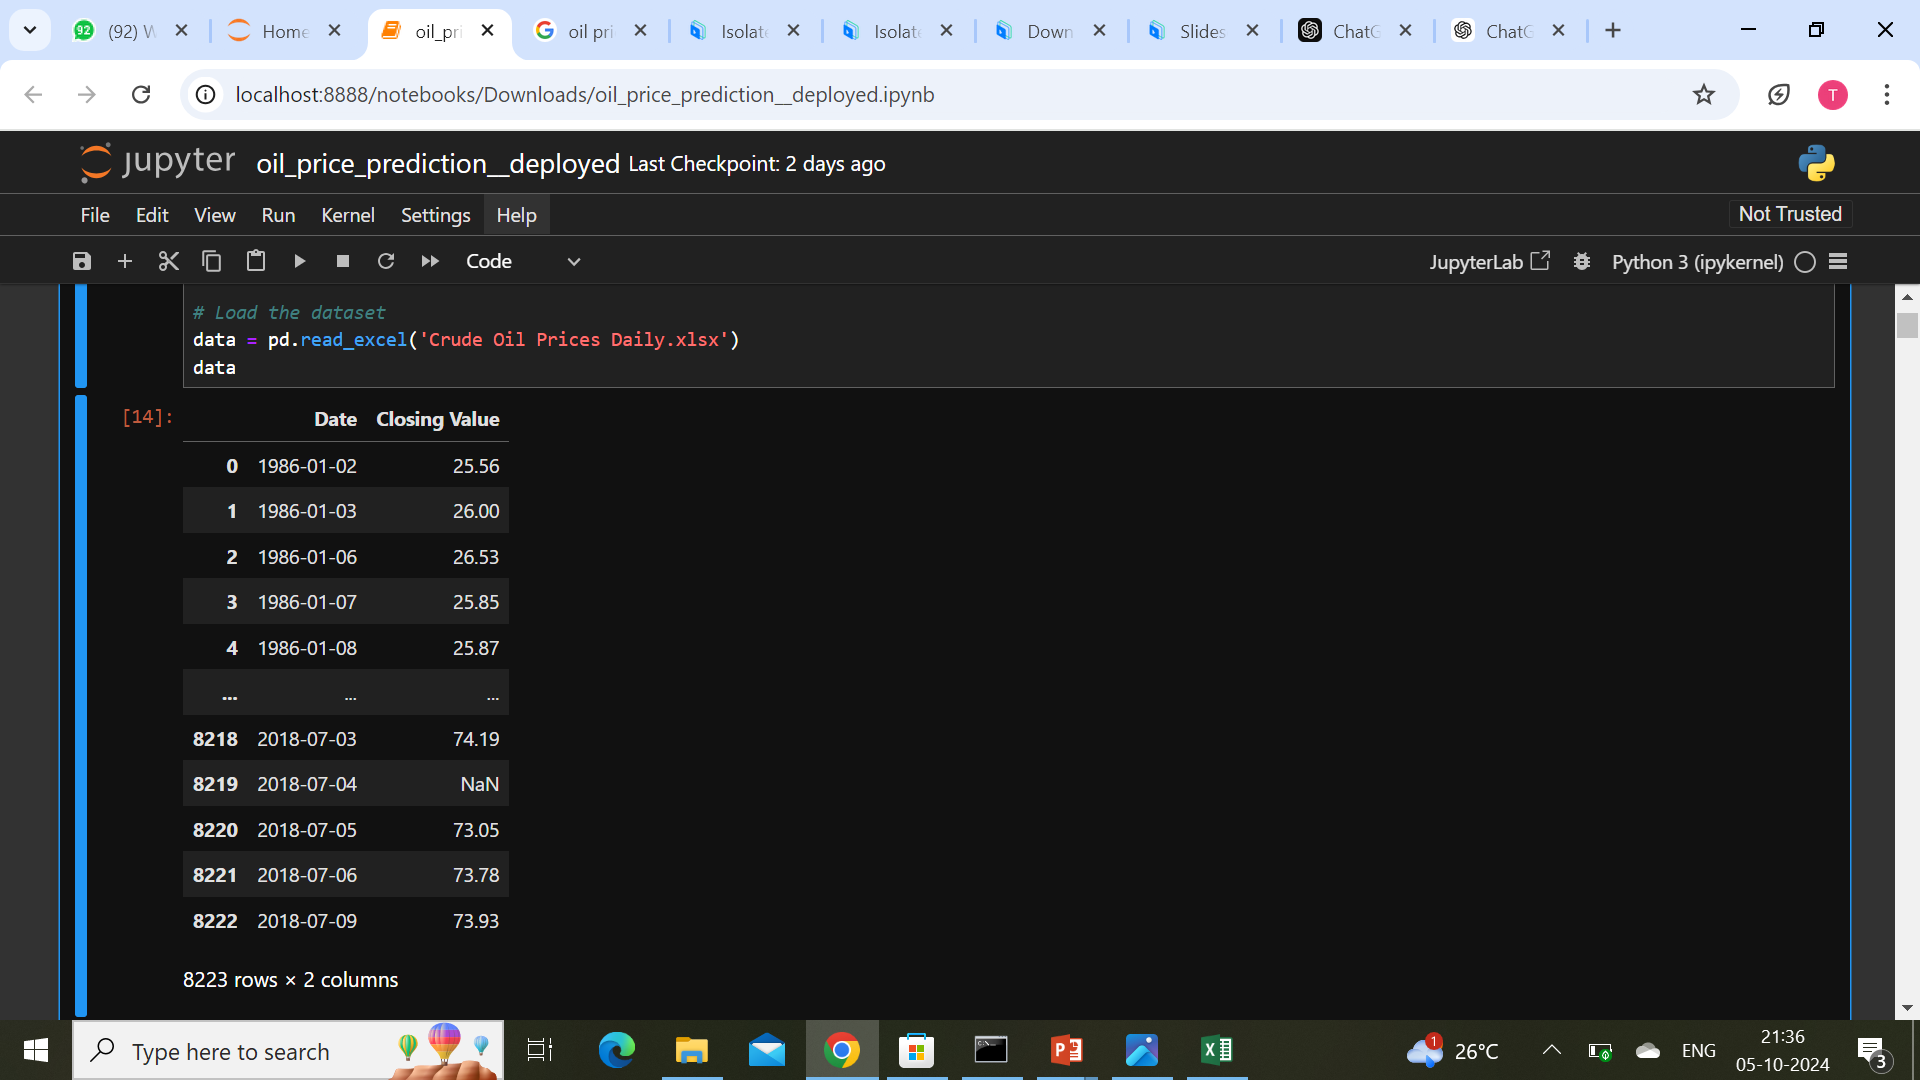 92 (92) W Home oil_pri oil pri Isolate Isolate Down Slides ChatG ChatG
localhost:8888/notebooks/Downloads/oil_price_prediction__deployed.ipynb T
jupyter oil_price_prediction__deployed Last Checkpoint: 2 days ago
File Edit View Run Kernel Settings Help Not Trusted
Code JupyterLab Python 3 (ipykernel)
# Load the dataset
data = pd.read_excel('Crude Oil Prices Daily.xlsx')
data
[14]: Date Closing Value
0 1986-01-02 25.56
1 1986-01-03 26.00
2 1986-01-06 26.53
3 1986-01-07 25.85
4 1986-01-08 25.87
... ... ...
8218 2018-07-03 74.19
8219 2018-07-04 NaN
8220 2018-07-05 73.05
8221 2018-07-06 73.78
8222 2018-07-09 73.93
8223 rows × 2 columns
Type here to search 1 26°C ENG 21:36
05-10-2024 3